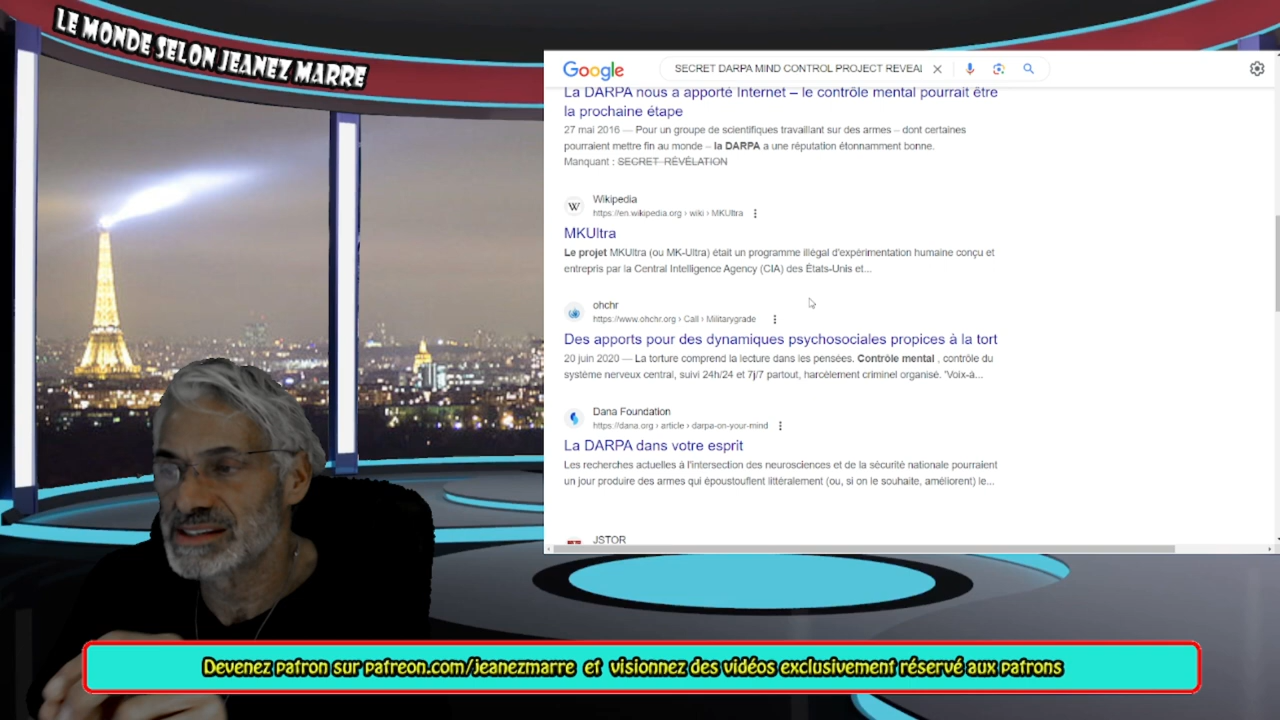 LE MONDE SELON JEANEZ MARRE
Google
SECRET DARPA MIND CONTROL PROJECT REVEAL
La DARPA nous a apporté Internet – le contrôle mental pourrait être
la prochaine étape
27 mai 2016 — Pour un groupe de scientifiques travaillant sur des armes – dont certaines
pourraient mettre fin au monde – la DARPA a une réputation étonnamment bonne.
Manquant : SECRET RÉVÉLATION
W
Wikipedia
https://en.wikipedia.org › wiki › MKUltra
MKUltra
Le projet MKUltra (ou MK-Ultra) était un programme illégal d'expérimentation humaine conçu et
entrepris par la Central Intelligence Agency (CIA) des États-Unis et...
ohchr
https://www.ohchr.org › Call › Militarygrade
Des apports pour des dynamiques psychosociales propices à la tort
20 juin 2020 — La torture comprend la lecture dans les pensées. Contrôle mental , contrôle du
système nerveux central, suivi 24h/24 et 7j/7 partout, harcèlement criminel organisé. 'Voix-à...
Dana Foundation
https://dana.org › article › darpa-on-your-mind
La DARPA dans votre esprit
Les recherches actuelles à l'intersection des neurosciences et de la sécurité nationale pourraient
un jour produire des armes qui époustouflent littéralement (ou, si on le souhaite, améliorent) le...
JSTOR
Devenez patron sur patreon.com/jeanezmarre et visionnez des vidéos exclusivement réservé aux patrons